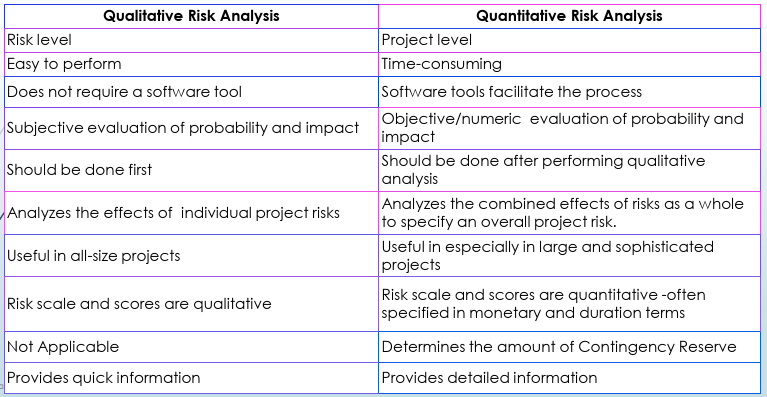 Qualitative Risk Analysis
Quantitative Risk Analysis
Risk level
Project level
Easy to perform
Time-consuming
Does not require a software tool
Software tools facilitate the process
Subjective evaluation of probability and impact
Objective/numeric evaluation of probability and
impact
Should be done first
Should be done after performing qualitative
analysis
Analyzes the effects of individual project risks
Analyzes the combined effects of risks as a whole
to specify an overall project risk.
Useful in all-size projects
Useful in especially in large and sophisticated
projects
Risk scale and scores are qualitative
Risk scale and scores are quantitative -often
specified in monetary and duration terms
Not Applicable
Determines the amount of Contingency Reserve
Provides quick information
Provides detailed information